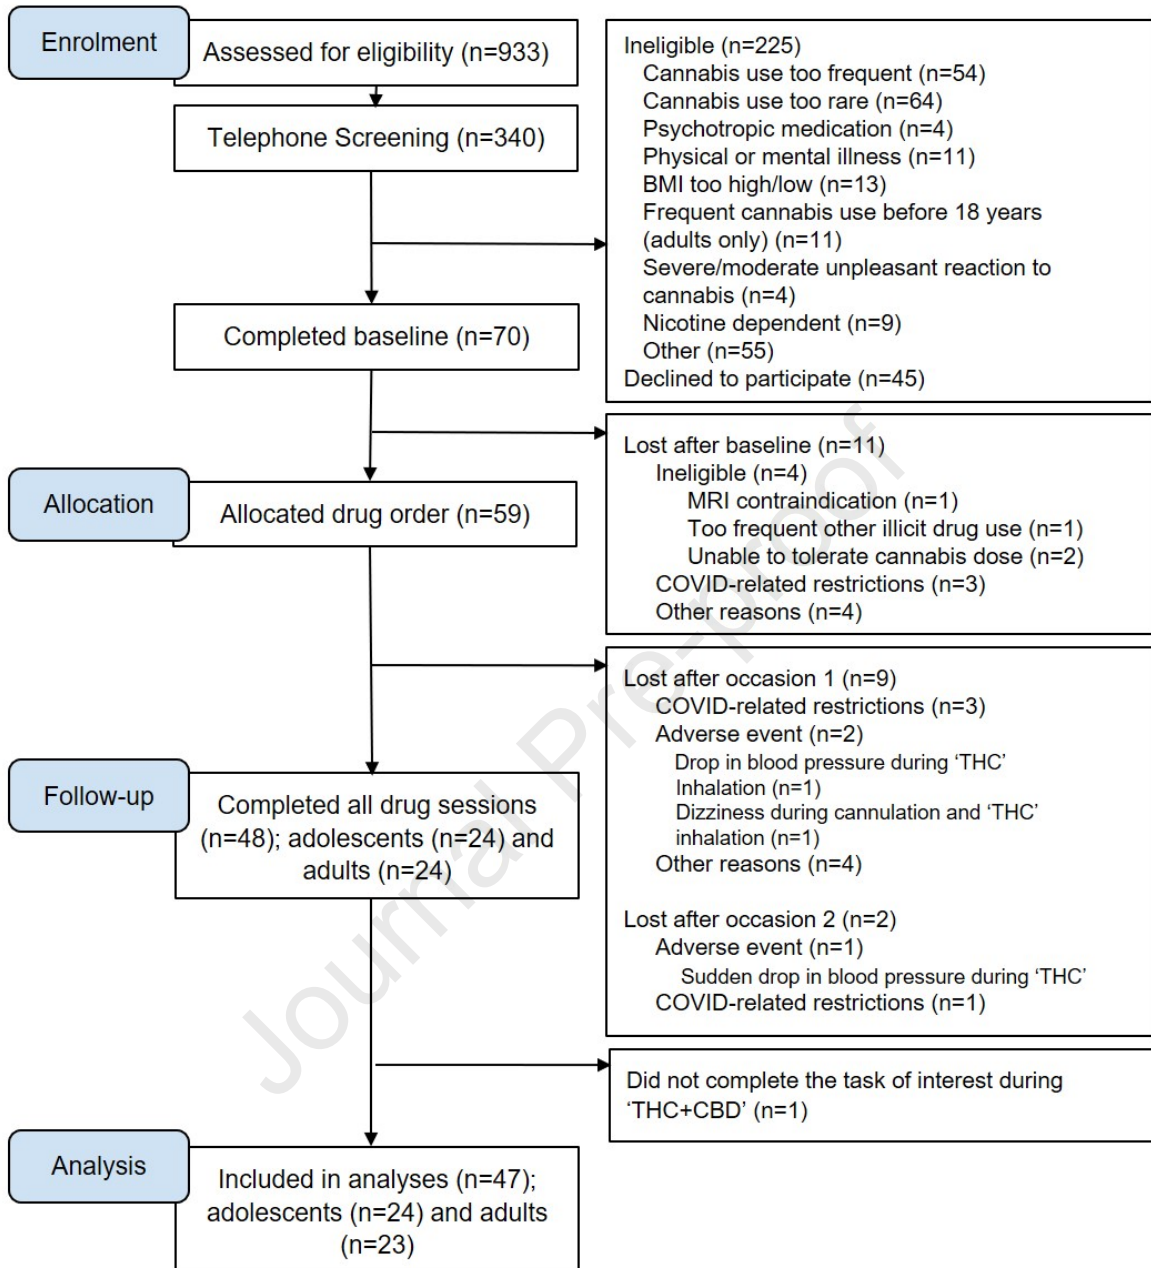 Enrolment
Assessed for eligibility (n=933)
Telephone Screening (n=340)
Ineligible (n=225)
Cannabis use too frequent (n=54)
Cannabis use too rare (n=64)
Psychotropic medication (n=4)
Physical or mental illness (n=11)
BMI too high/low (n=13)
Frequent cannabis use before 18 years
(adults only) (n=11)
Severe/moderate unpleasant reaction to
cannabis (n=4)
Nicotine dependent (n=9)
Other (n=55)
Declined to participate (n=45)
Completed baseline (n=70)
Lost after baseline (n=11)
Ineligible (n=4)
MRI contraindication (n=1)
Too frequent other illicit drug use (n=1)
Unable to tolerate cannabis dose (n=2)
COVID-related restrictions (n=3)
Other reasons (n=4)
Allocation
Allocated drug order (n=59)
Lost after occasion 1 (n=9)
COVID-related restrictions (n=3)
Adverse event (n=2)
Drop in blood pressure during ‘THC’
Inhalation (n=1)
Dizziness during cannulation and ‘THC’
inhalation (n=1)
Other reasons (n=4)
Lost after occasion 2 (n=2)
Adverse event (n=1)
Sudden drop in blood pressure during ‘THC’
COVID-related restrictions (n=1)
Follow-up
Completed all drug sessions
(n=48); adolescents (n=24) and
adults (n=24)
Did not complete the task of interest during
‘THC+CBD’ (n=1)
Analysis
Included in analyses (n=47);
adolescents (n=24) and adults
(n=23)
Journal Pre-proof